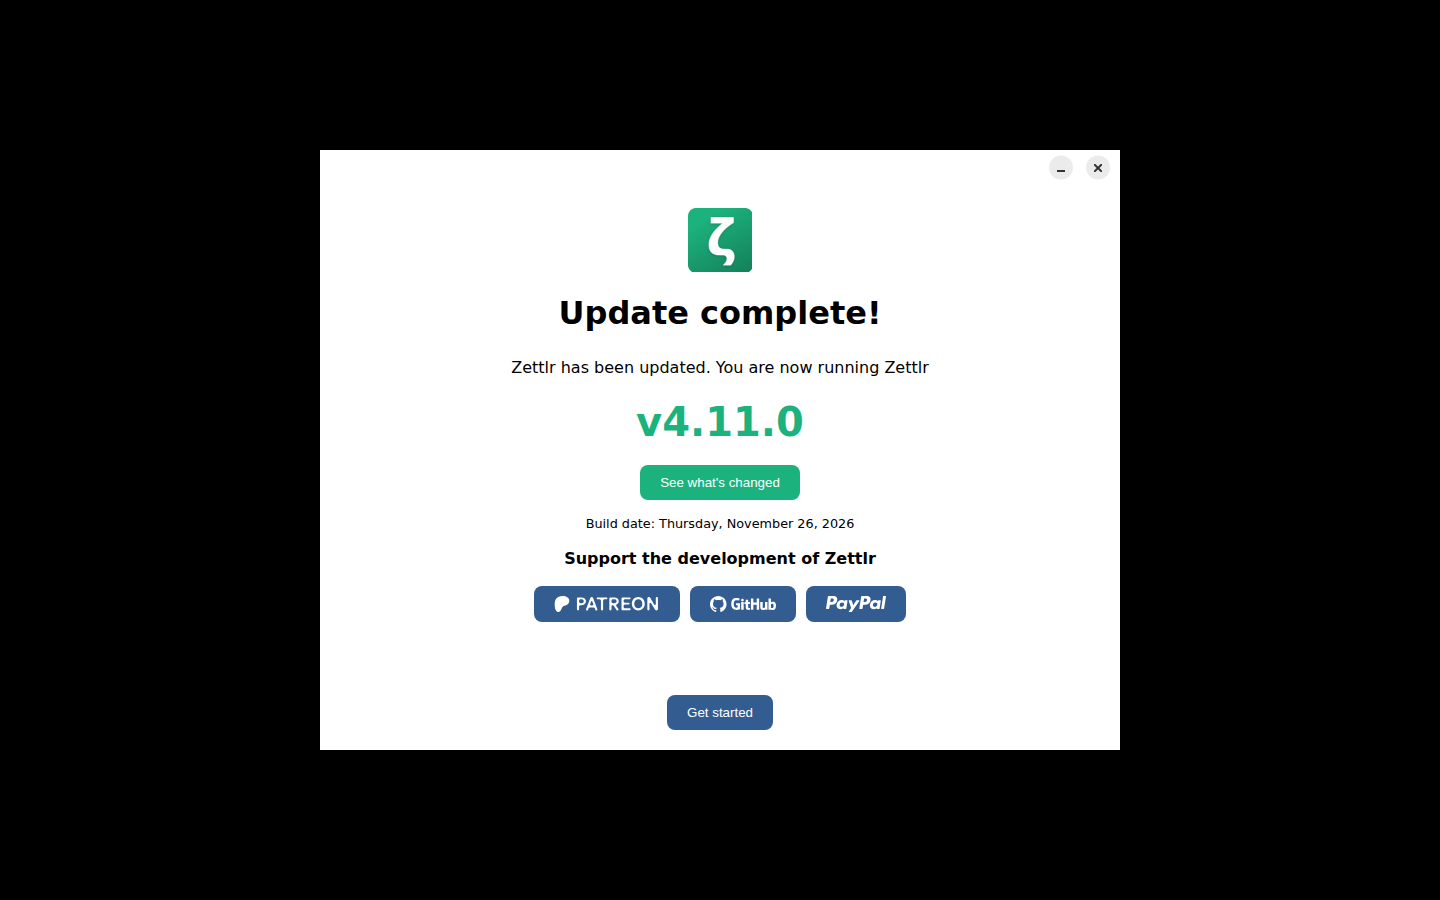 ζ
Update complete!
Zettlr has been updated. You are now running Zettlr
v4.11.0
See what's changed
Build date: Thursday, November 26, 2026
Support the development of Zettlr
PATREON GitHub PayPal
Get started